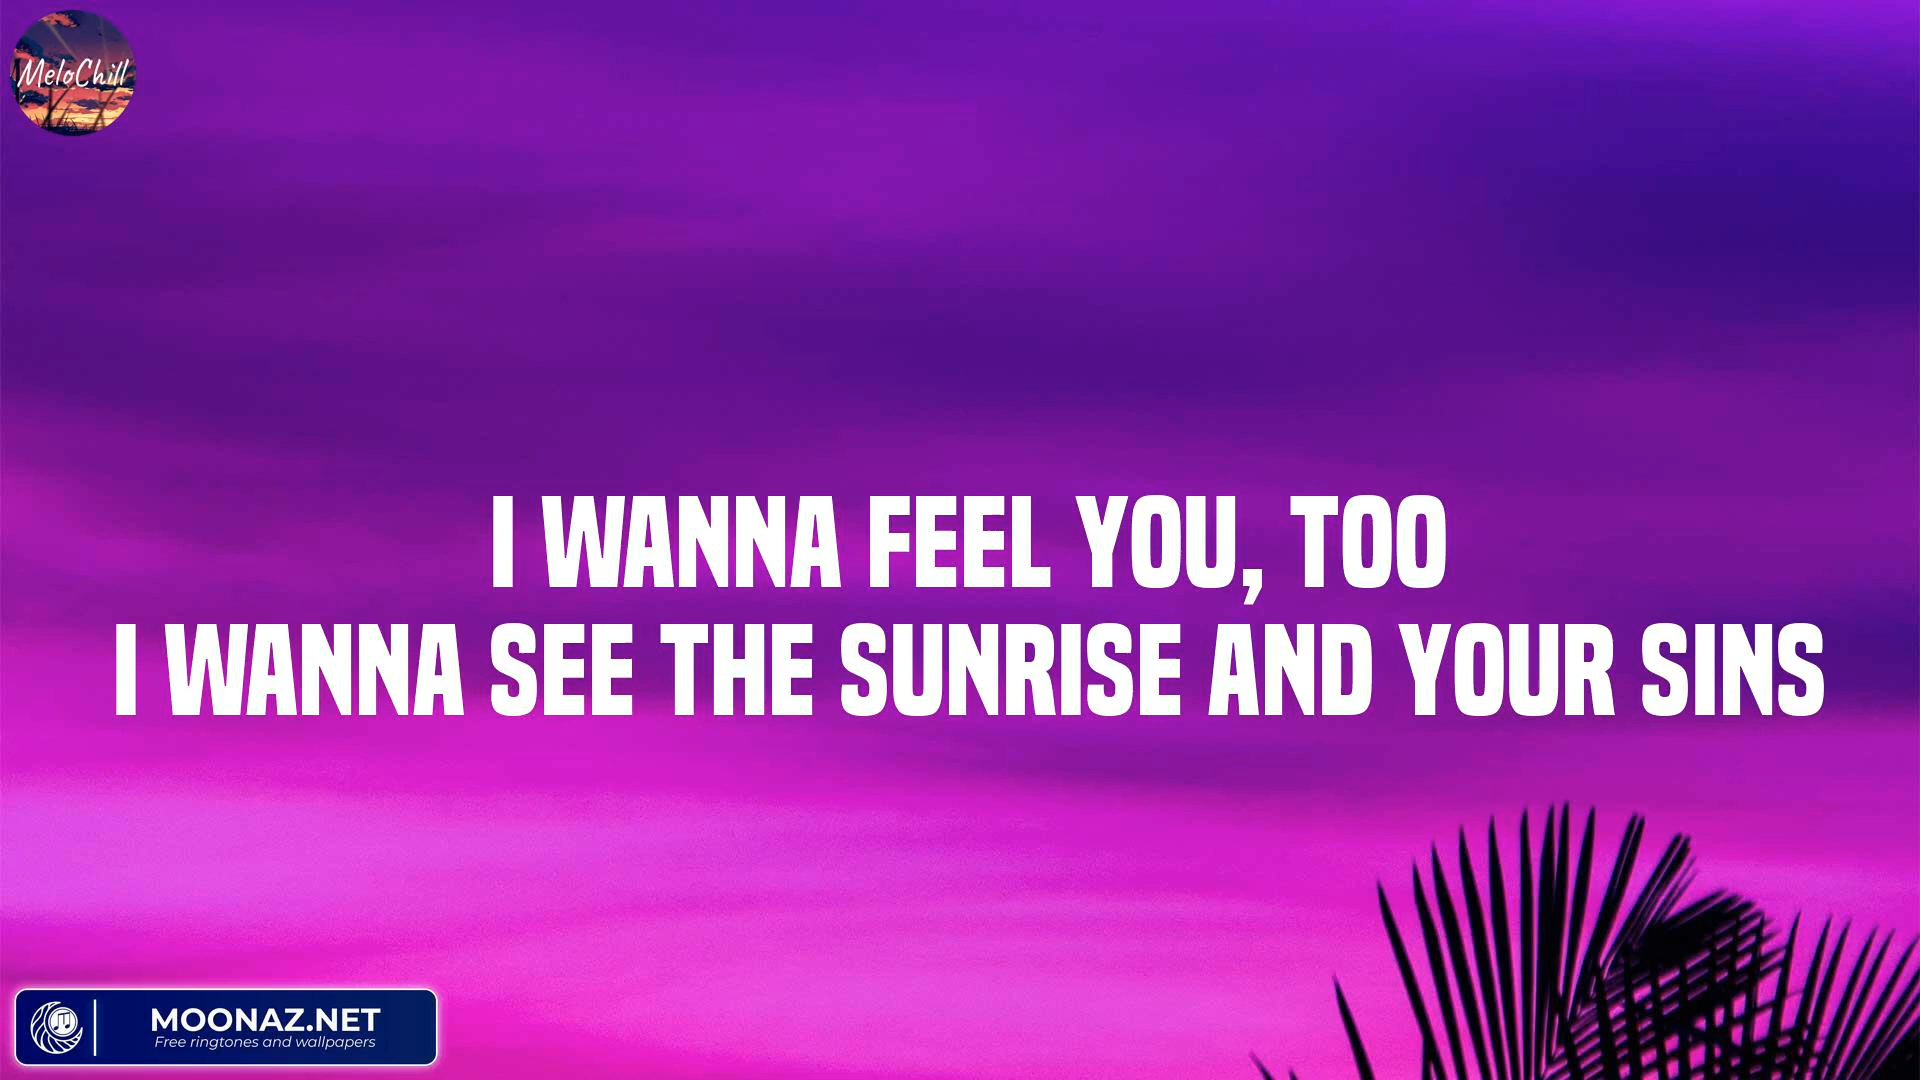 MeloChill
I WANNA FEEL YOU, TOO
I WANNA SEE THE SUNRISE AND YOUR SINS
MOONAZ.NET
Free ringtones and wallpapers